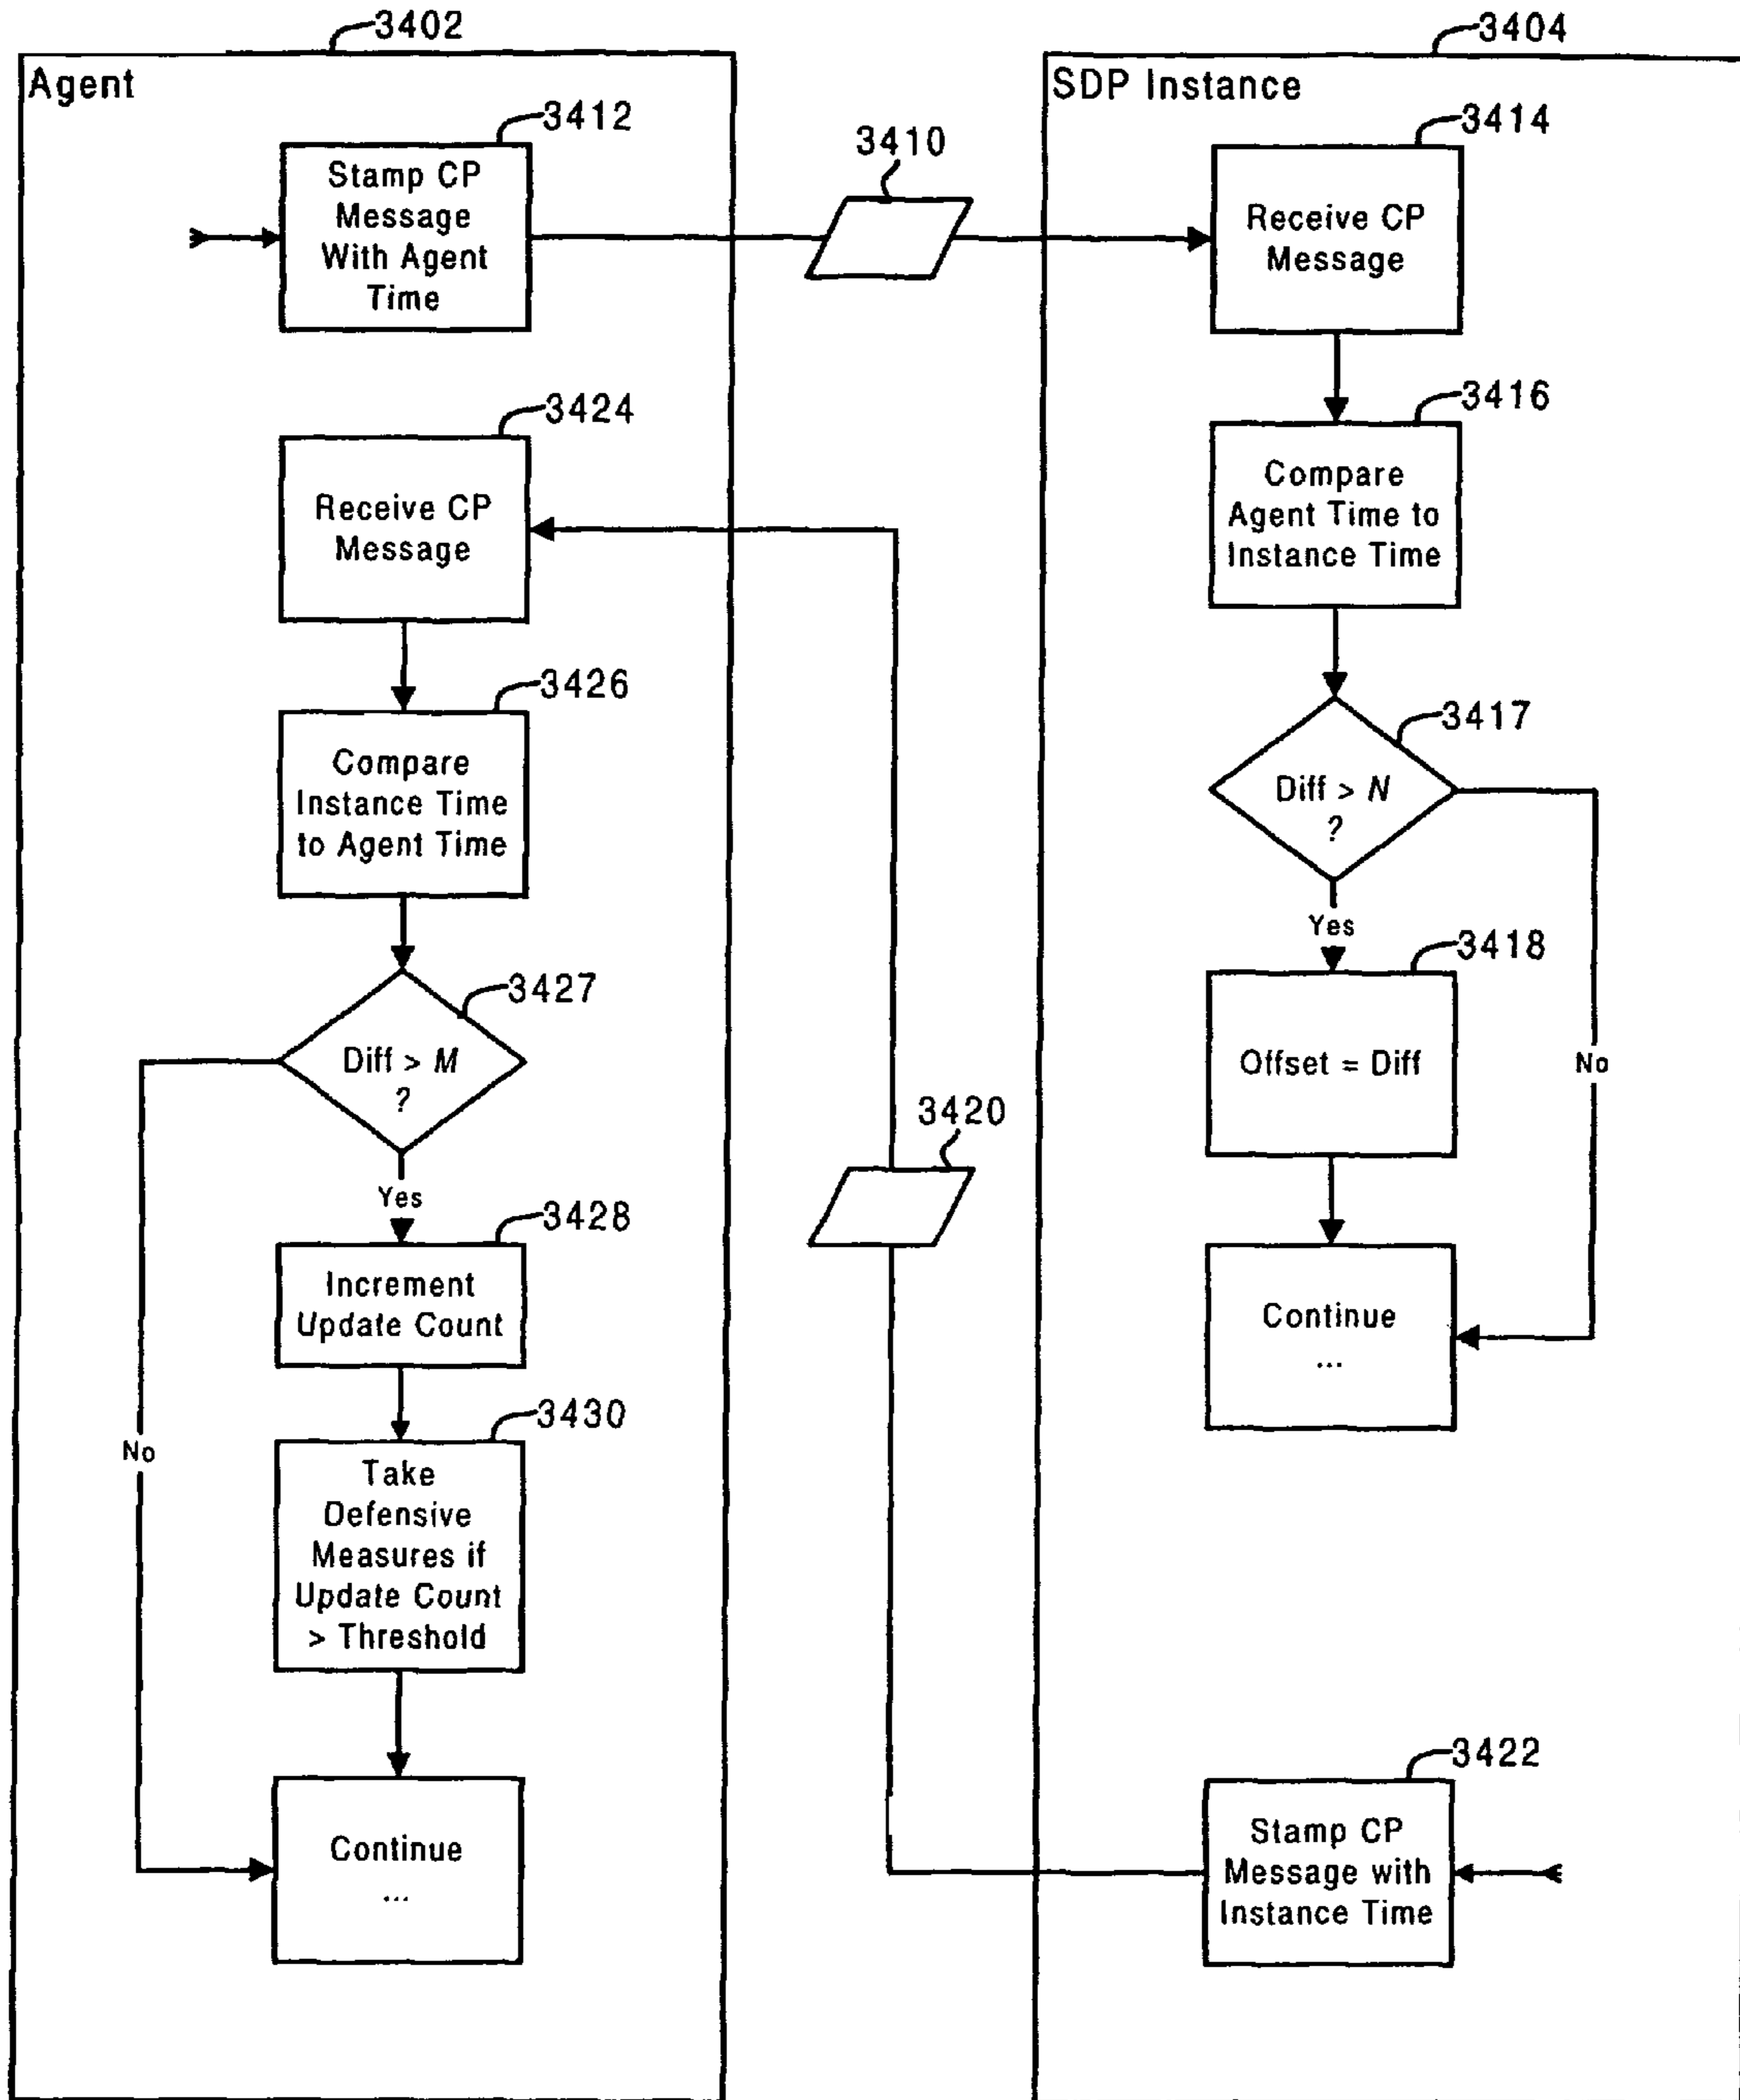 3402
3404
Agent
SDP Instance
3412
3410
3414
Stamp CP
Message
With Agent
Time
Receive CP
Message
3424
3416
Receive CP
Message
Compare
Agent Time to
Instance Time
3426
3417
Compare
Instance Time
to Agent Time
Diff > N
?
Yes
No
3427
3418
Diff > M
?
Offset = Diff
Yes
No
3420
3428
Increment
Update Count
Continue
...
3430
Take
Defensive
Measures if
Update Count
> Threshold
3422
Continue
...
Stamp CP
Message with
Instance Time